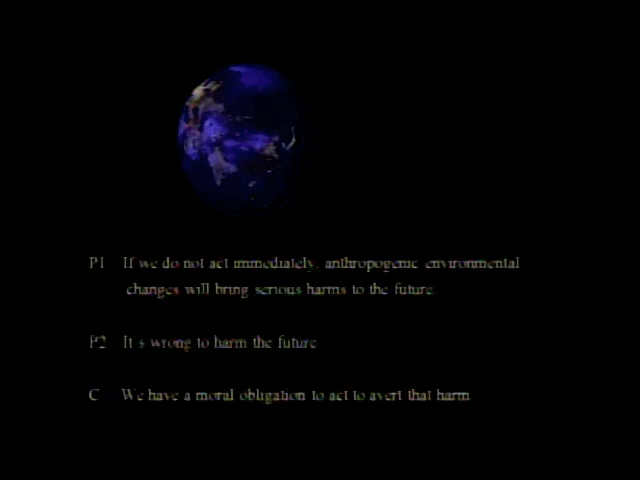 P1 If we do not act immediately, anthropogenic environmental
changes will bring serious harms to the future.
P2 It's wrong to harm the future
C We have a moral obligation to act to avert that harm